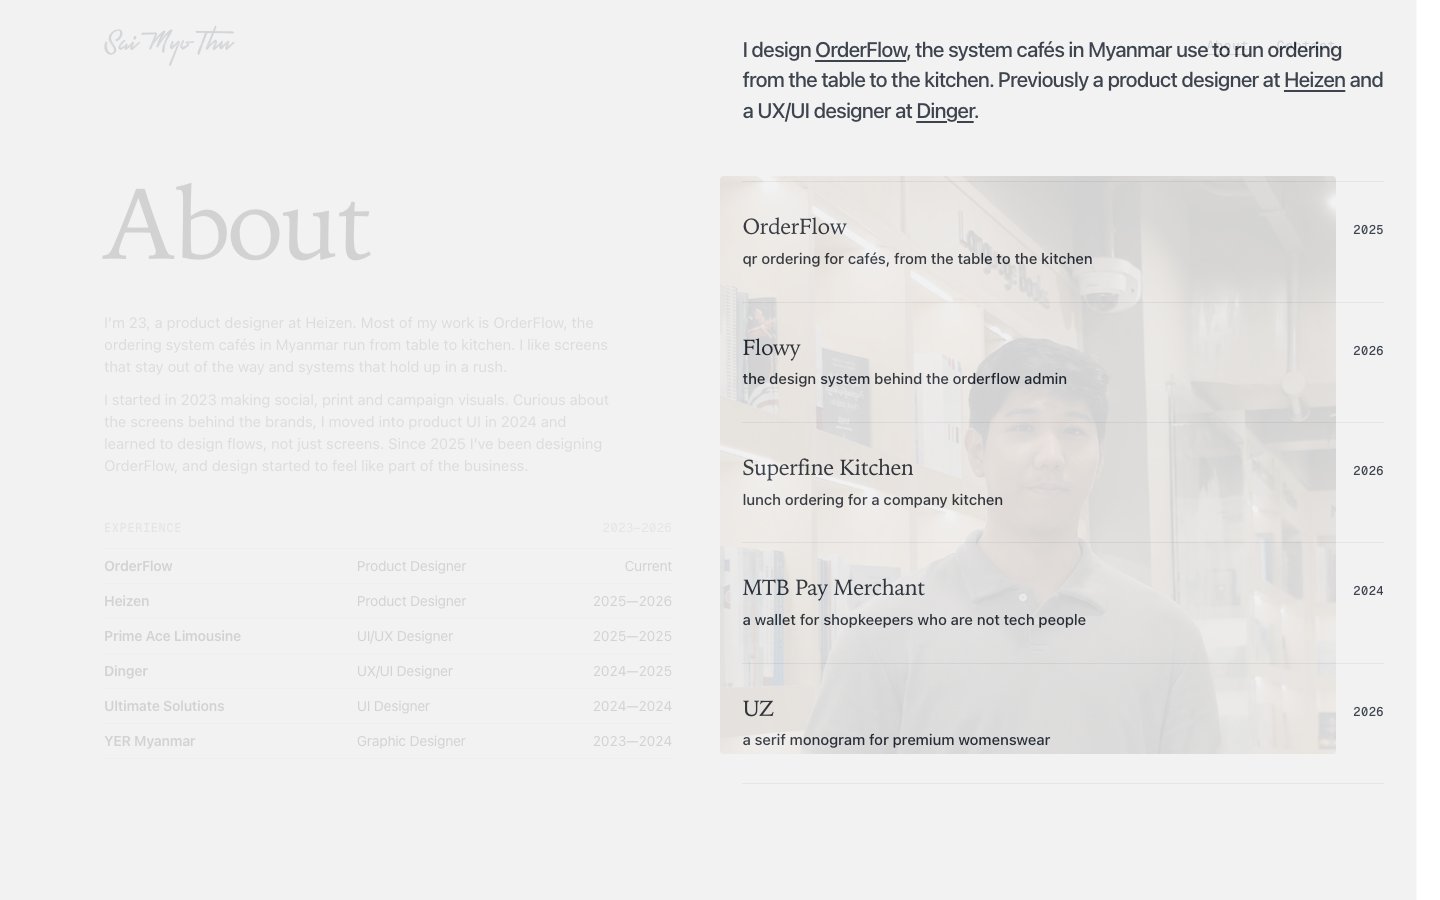 Sai Myo Thu
I design OrderFlow, the system cafés in Myanmar use to run ordering
from the table to the kitchen. Previously a product designer at Heizen and
a UX/UI designer at Dinger.
About
I'm 23, a product designer at Heizen. Most of my work is OrderFlow, the
ordering system cafés in Myanmar run from table to kitchen. I like screens
that stay out of the way and systems that hold up in a rush.
I started in 2023 making social, print and campaign visuals. Curious about
the screens behind the brands, I moved into product UI in 2024 and
learned to design flows, not just screens. Since 2025 I've been designing
OrderFlow, and design started to feel like part of the business.
EXPERIENCE 2023—2026
OrderFlow Product Designer Current
Heizen Product Designer 2025—2026
Prime Ace Limousine UI/UX Designer 2025—2025
Dinger UX/UI Designer 2024—2025
Ultimate Solutions UI Designer 2024—2024
YER Myanmar Graphic Designer 2023—2024
OrderFlow 2025
qr ordering for cafés, from the table to the kitchen
Flowy 2026
the design system behind the orderflow admin
Superfine Kitchen 2026
lunch ordering for a company kitchen
MTB Pay Merchant 2024
a wallet for shopkeepers who are not tech people
UZ 2026
a serif monogram for premium womenswear